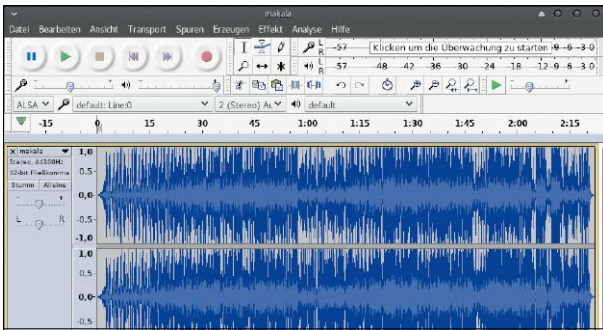 makala
Datei Bearbeiten Ansicht Transport Spuren Erzeugen Effekt Analyse Hilfe
L R -57 Klicken um die Überwachung zu starten -9 -6 -3 0
L R -57 -48 -42 -36 -30 -24 -18 -12 -9 -6 -3 0
ALSA default: Line:0 2 (Stereo) Au default
-15 0 15 30 45 1:00 1:15 1:30 1:45 2:00 2:15
X makala 1,0
Stereo, 44100Hz
32-bit Fließkomma 0,5-
Stumm Alleine
- + 0,0-
L R -0,5-
-1,0
1,0
0,5-
0,0-
-0,5-